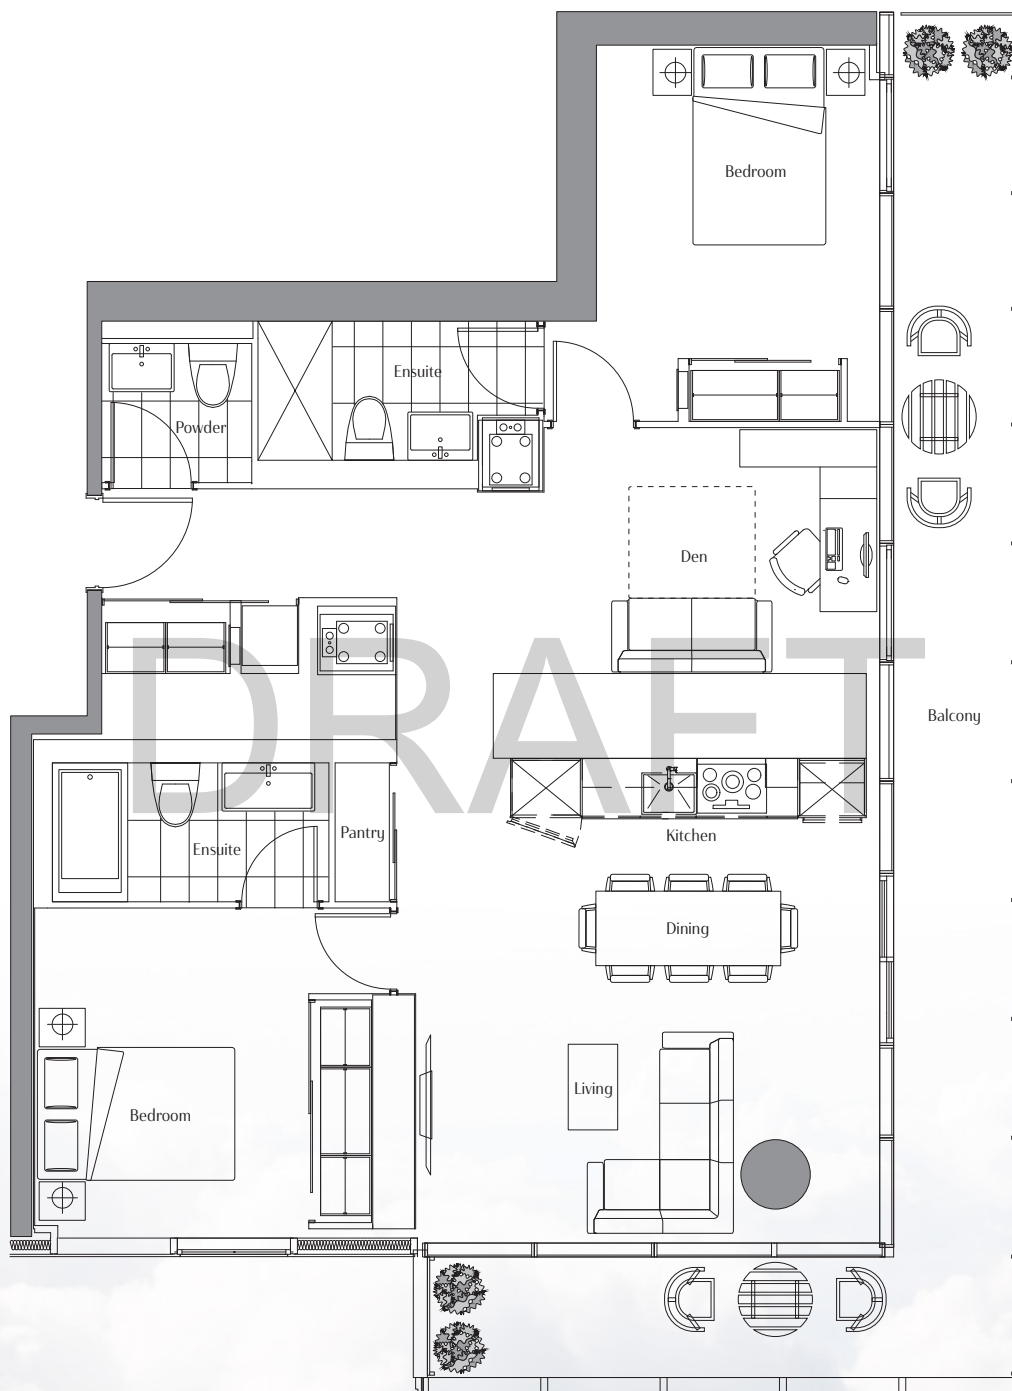 Bedroom
Ensuite
Powder
Den
DRAFT
Balcony
Pantry
Kitchen
Ensuite
Dining
Living
Bedroom